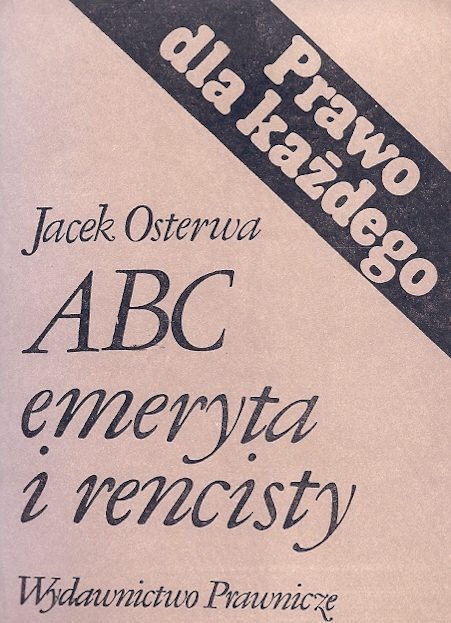 Prawo
dla każdego
Jacek Osterwa
ABC
emeryta
i rencisty
Wydawnictwo Prawnicze